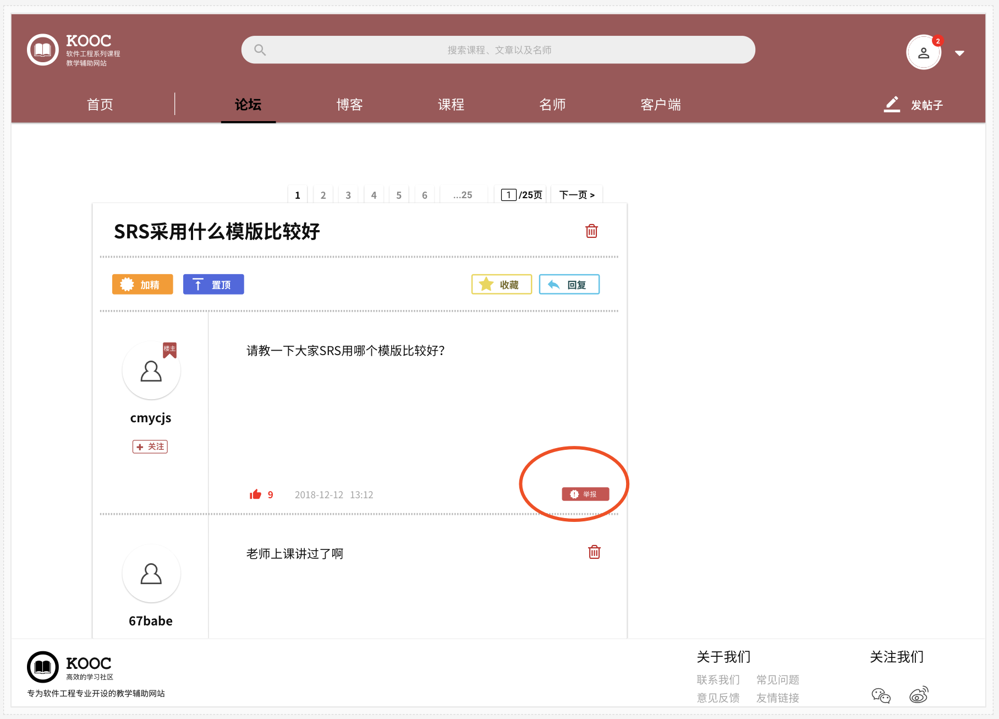 KOOC
软件工程系列课程
教学辅助网站
搜索课程、文章以及名师
2
首页
论坛
博客
课程
名师
客户端
发帖子
1 2 3 4 5 6 ...25 1 /25页 下一页 >
SRS采用什么模版比较好
加精
置顶
收藏
回复
楼主
请教一下大家SRS用哪个模版比较好?
cmycjs
关注
9 2018-12-12 13:12
举报
老师上课讲过了啊
67babe
KOOC
高效的学习社区
专为软件工程专业开设的教学辅助网站
关于我们
联系我们 常见问题
意见反馈 友情链接
关注我们